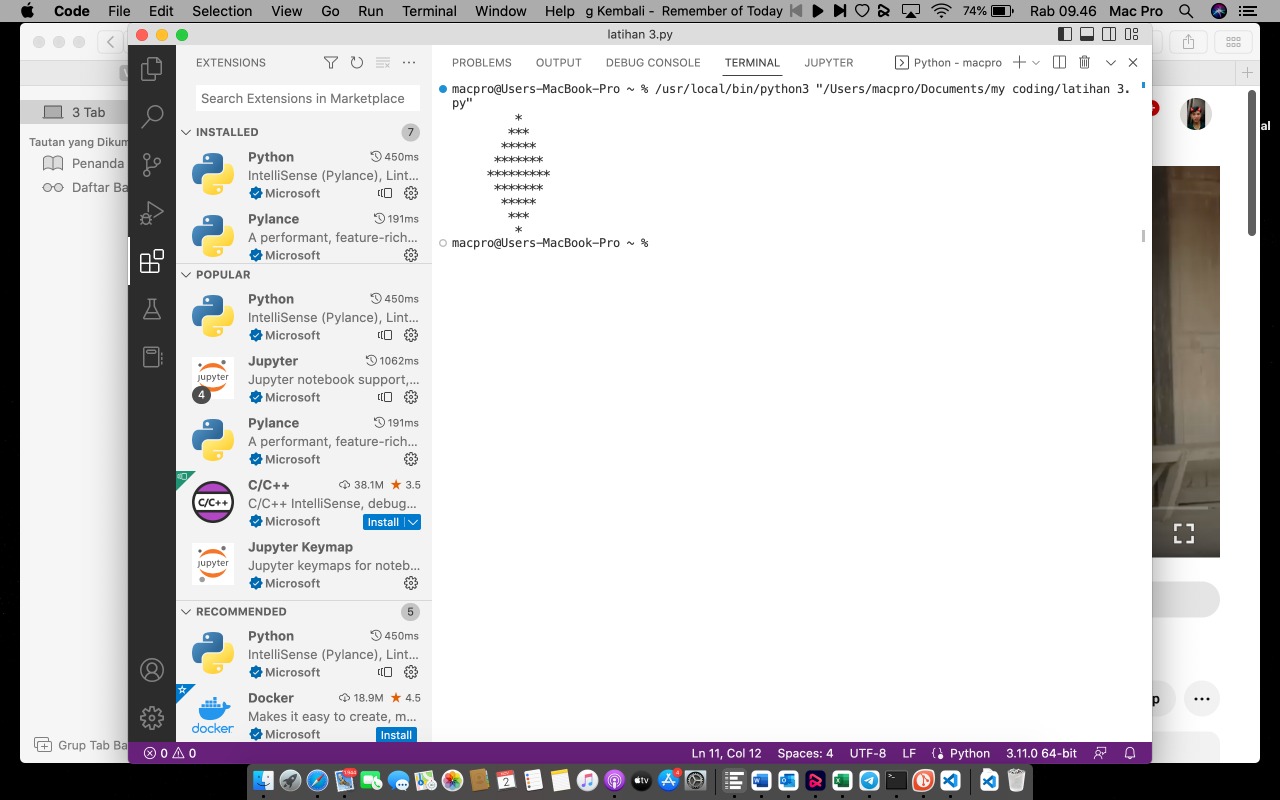 Code File Edit Selection View Go Run Terminal Window Help g Kembali - Remember of Today 74% Rab 09.46 Mac Pro
latihan 3.py
3 Tab
Tautan yang Dikum
Penanda
Daftar Ba
Grup Tab Ba
EXTENSIONS
Search Extensions in Marketplace
INSTALLED 7
Python 450ms
IntelliSense (Pylance), Lint...
Microsoft
Pylance 191ms
A performant, feature-rich...
Microsoft
POPULAR
Python 450ms
IntelliSense (Pylance), Lint...
Microsoft
Jupyter 1062ms
jupyter
Jupyter notebook support,...
4
Microsoft
Pylance 191ms
A performant, feature-rich...
Microsoft
C/C++ 38.1M 3.5
C/C++
C/C++ IntelliSense, debug...
Microsoft Install
Jupyter Keymap
jupyter
Jupyter keymaps for noteb...
Microsoft
RECOMMENDED 5
Python 450ms
IntelliSense (Pylance), Lint...
Microsoft
Docker 18.9M 4.5
Makes it easy to create, m...
docker
Microsoft Install
PROBLEMS OUTPUT DEBUG CONSOLE TERMINAL JUPYTER Python - macpro
macpro@Users-MacBook-Pro ~ % /usr/local/bin/python3 "/Users/macpro/Documents/my coding/latihan 3.
py"
*
***
*****
*******
*********
*******
*****
***
*
macpro@Users-MacBook-Pro ~ %
al
p
0 0 Ln 11, Col 12 Spaces: 4 UTF-8 LF Python 3.11.0 64-bit